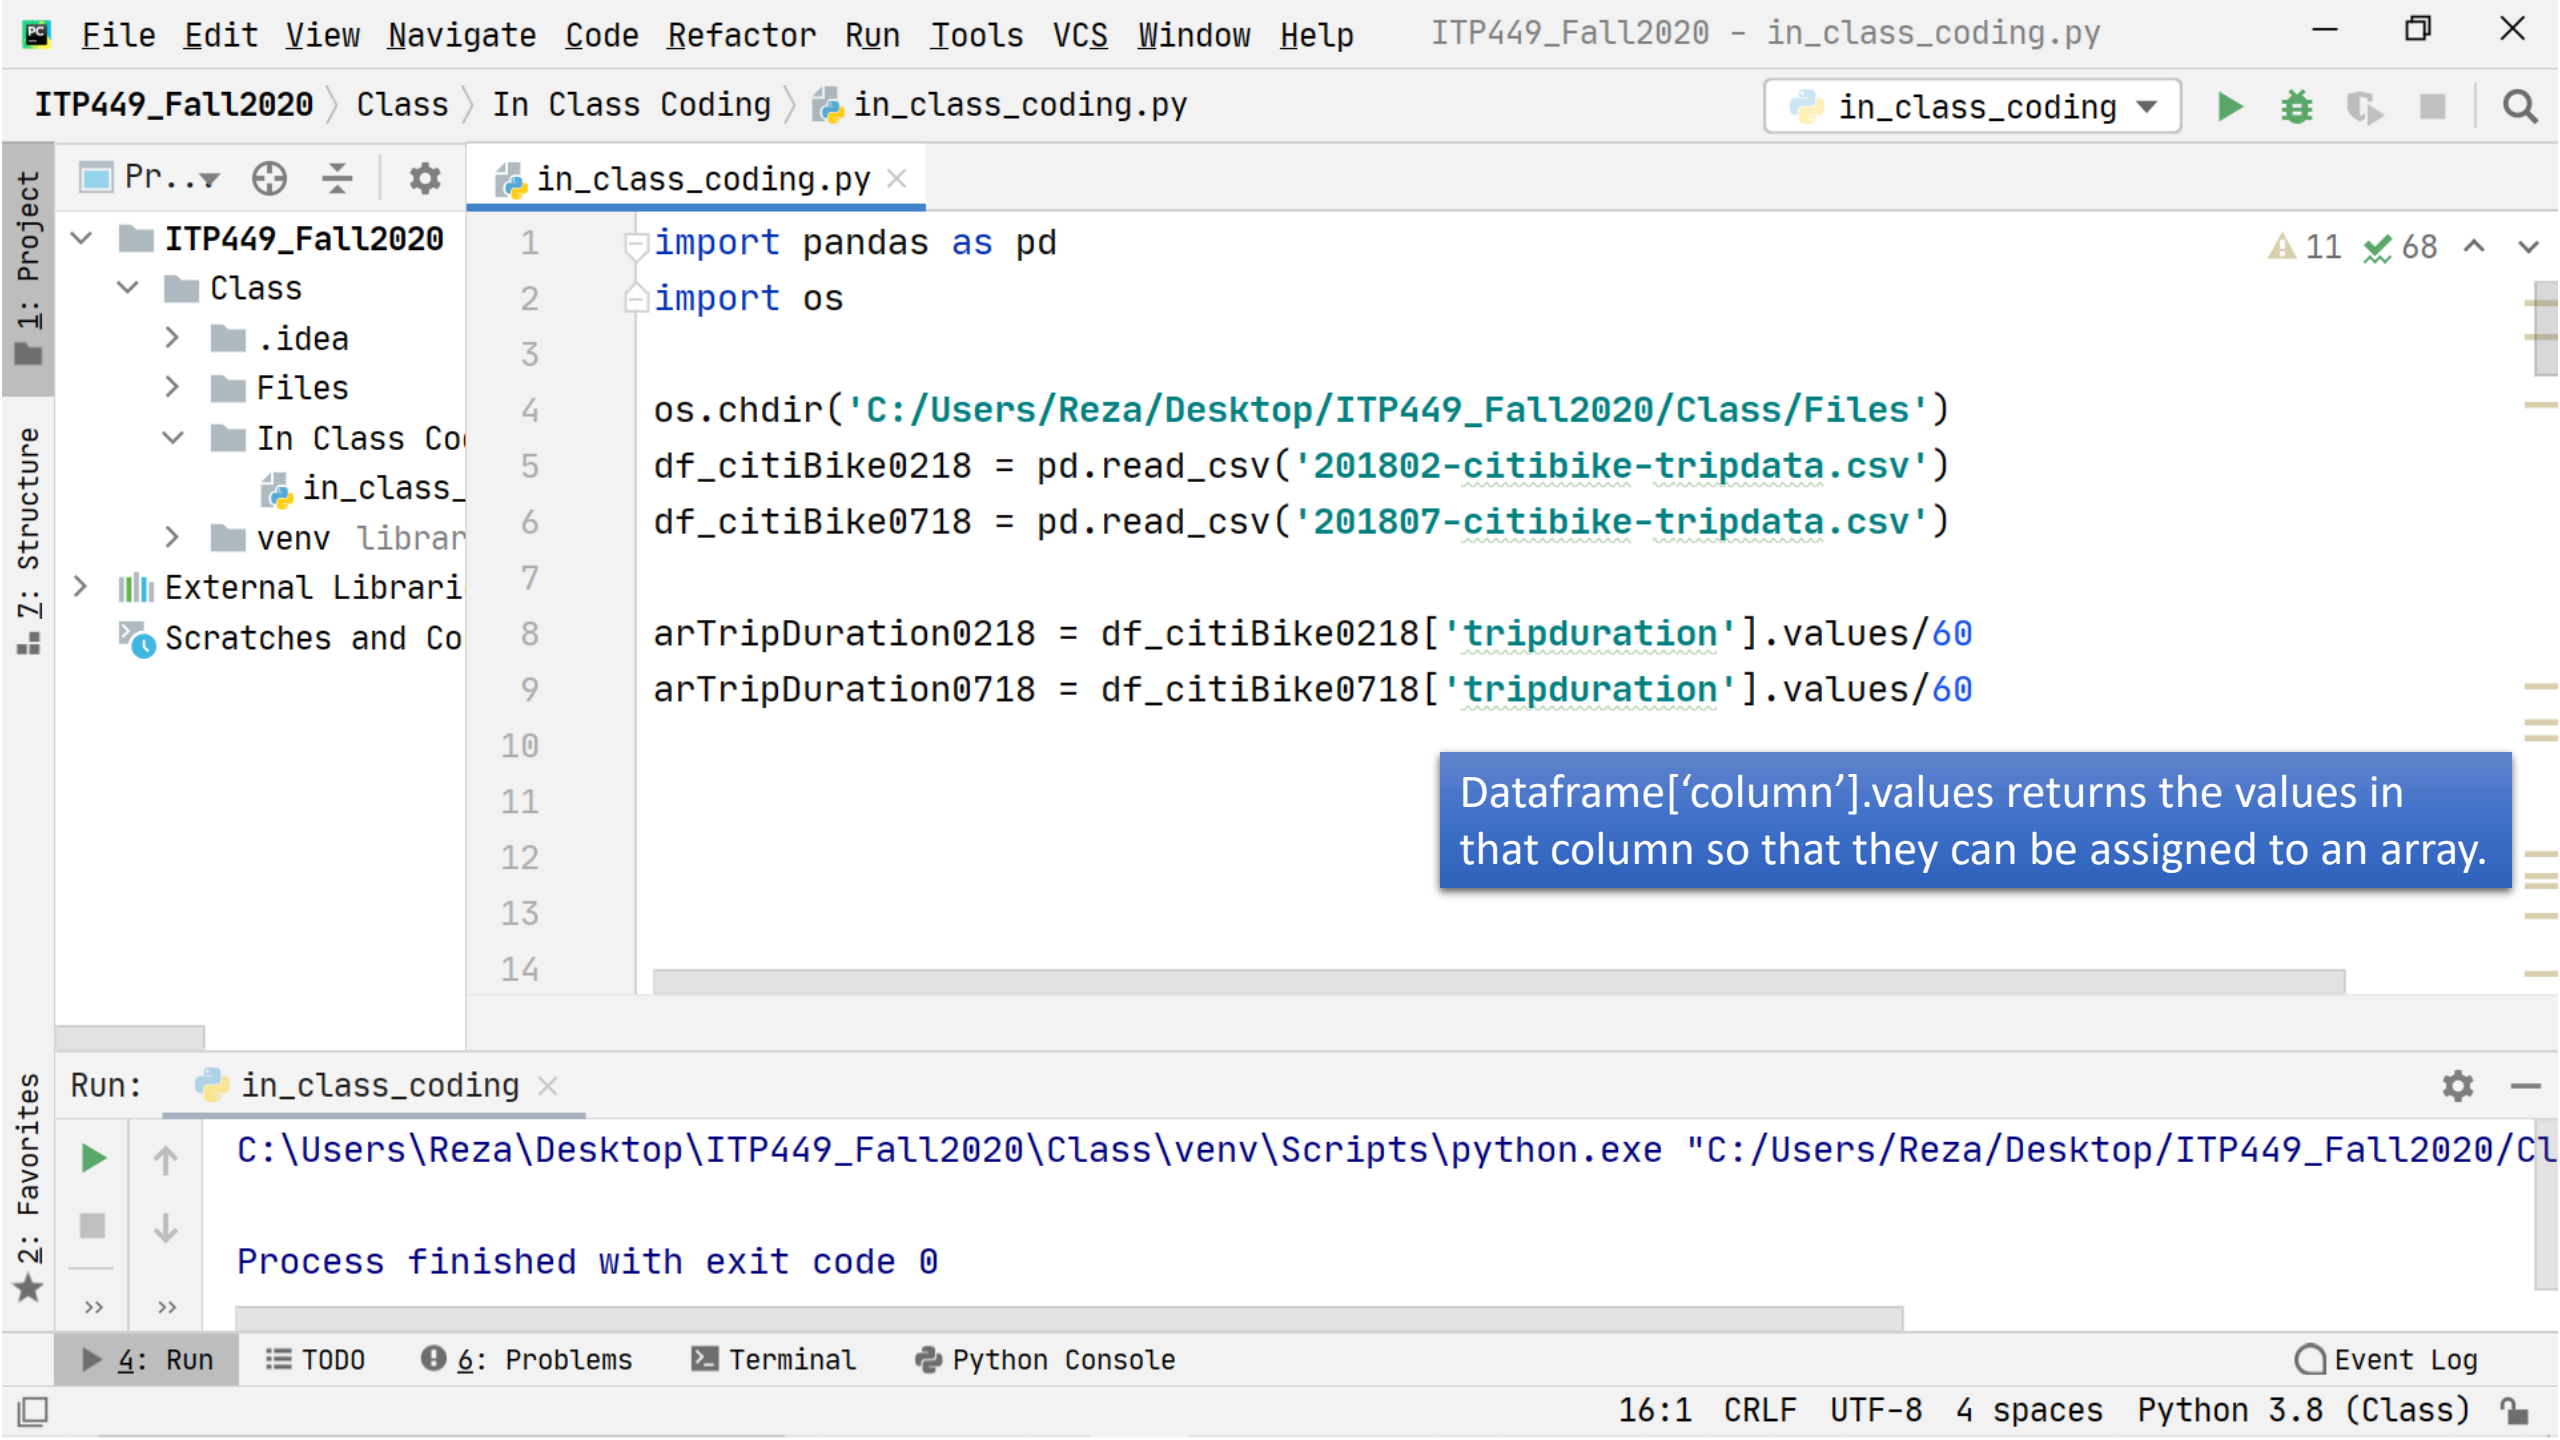 File Edit View Navigate Code Refactor Run Tools VCS Window Help ITP449_Fall2020 - in_class_coding.py
ITP449_Fall2020 Class In Class Coding in_class_coding.py in_class_coding
1: Project
7: Structure
2: Favorites
Pr...
ITP449_Fall2020
Class
.idea
Files
In Class Co
in_class_
venv librar
External Librari
Scratches and Co
in_class_coding.py
11 68
1 import pandas as pd
2 import os
3
4 os.chdir('C:/Users/Reza/Desktop/ITP449_Fall2020/Class/Files')
5 df_citiBike0218 = pd.read_csv('201802-citibike-tripdata.csv')
6 df_citiBike0718 = pd.read_csv('201807-citibike-tripdata.csv')
7
8 arTripDuration0218 = df_citiBike0218['tripduration'].values/60
9 arTripDuration0718 = df_citiBike0718['tripduration'].values/60
10
11
12
13
14
Dataframe[‘column’].values returns the values in
that column so that they can be assigned to an array.
Run: in_class_coding
C:\Users\Reza\Desktop\ITP449_Fall2020\Class\venv\Scripts\python.exe "C:/Users/Reza/Desktop/ITP449_Fall2020/Cl
Process finished with exit code 0
4: Run TODO 6: Problems Terminal Python Console Event Log
16:1 CRLF UTF-8 4 spaces Python 3.8 (Class)